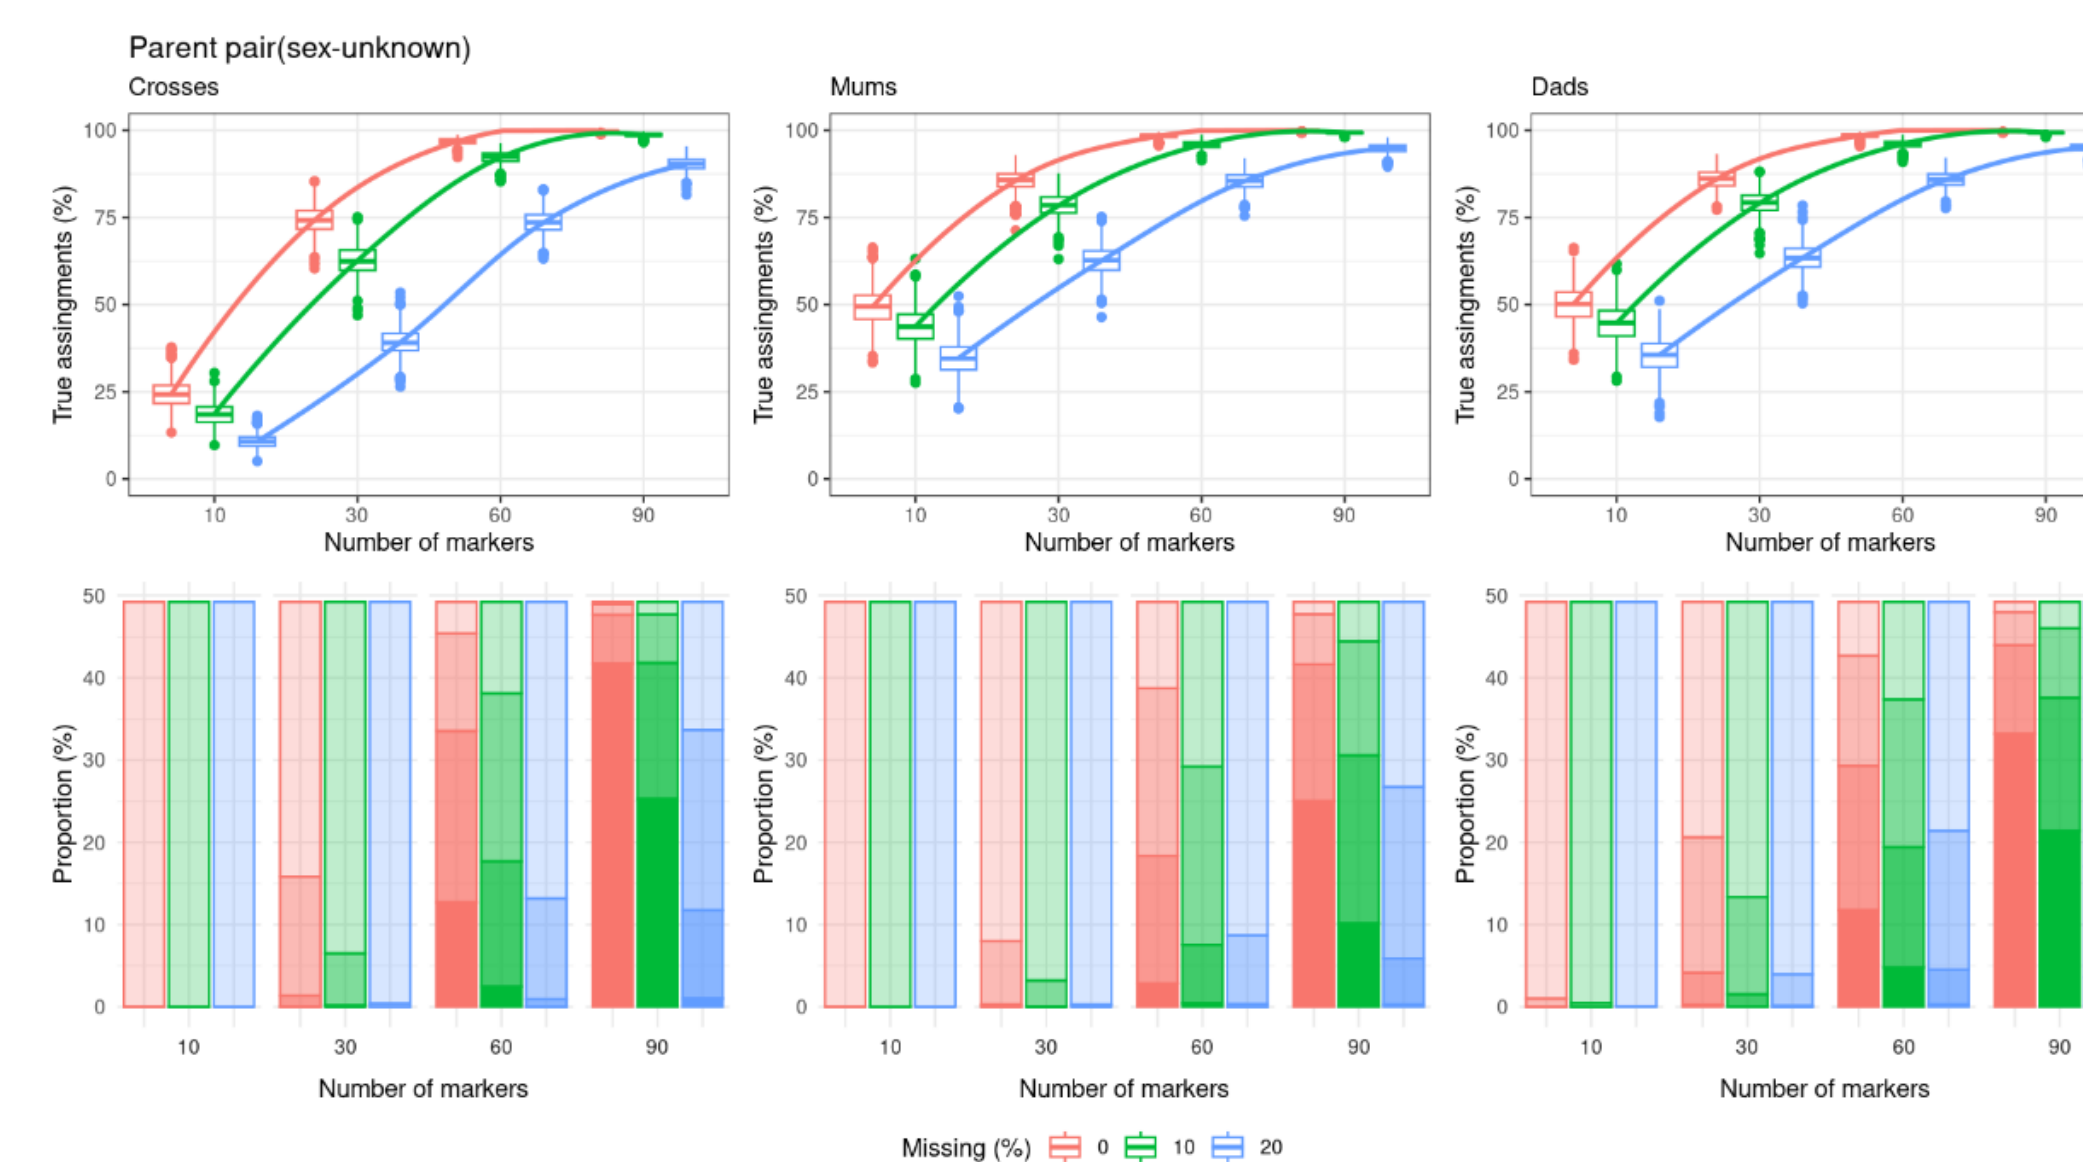 Parent pair(sex-unknown)
Crosses
Mums
Dads
True assingments (%)
100
75
50
25
0
10 30 60 90
Number of markers
True assingments (%)
100
75
50
25
0
10 30 60 90
Number of markers
True assingments (%)
100
75
50
25
0
10 30 60 90
Number of markers
Proportion (%)
50
40
30
20
10
0
10 30 60 90
Number of markers
Proportion (%)
50
40
30
20
10
0
10 30 60 90
Number of markers
Proportion (%)
50
40
30
20
10
0
10 30 60 90
Number of markers
Missing (%) 0 10 20